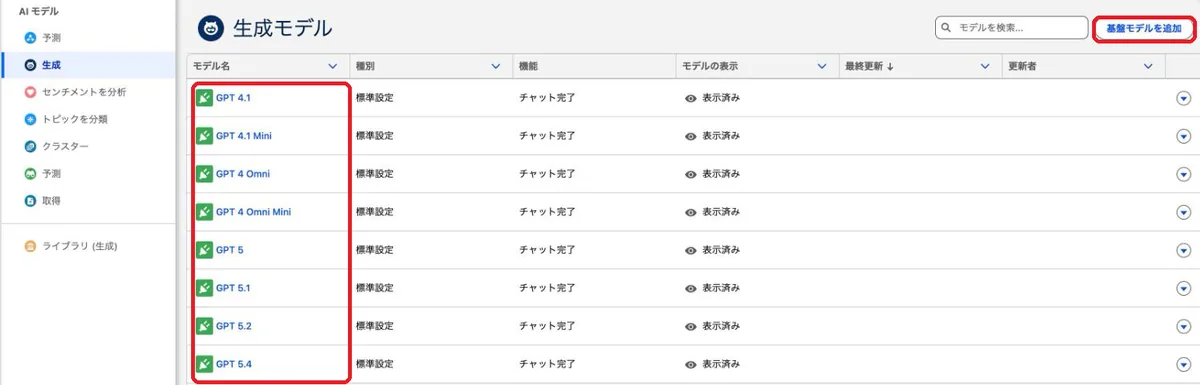 AI モデル
予測
生成
センチメントを分析
トピックを分類
クラスター
予測
取得
ライブラリ (生成)
生成モデル
モデルを検索...
基盤モデルを追加
モデル名 種別 機能 モデルの表示 最終更新 ↓ 更新者
GPT 4.1 標準設定 チャット完了 表示済み
GPT 4.1 Mini 標準設定 チャット完了 表示済み
GPT 4 Omni 標準設定 チャット完了 表示済み
GPT 4 Omni Mini 標準設定 チャット完了 表示済み
GPT 5 標準設定 チャット完了 表示済み
GPT 5.1 標準設定 チャット完了 表示済み
GPT 5.2 標準設定 チャット完了 表示済み
GPT 5.4 標準設定 チャット完了 表示済み